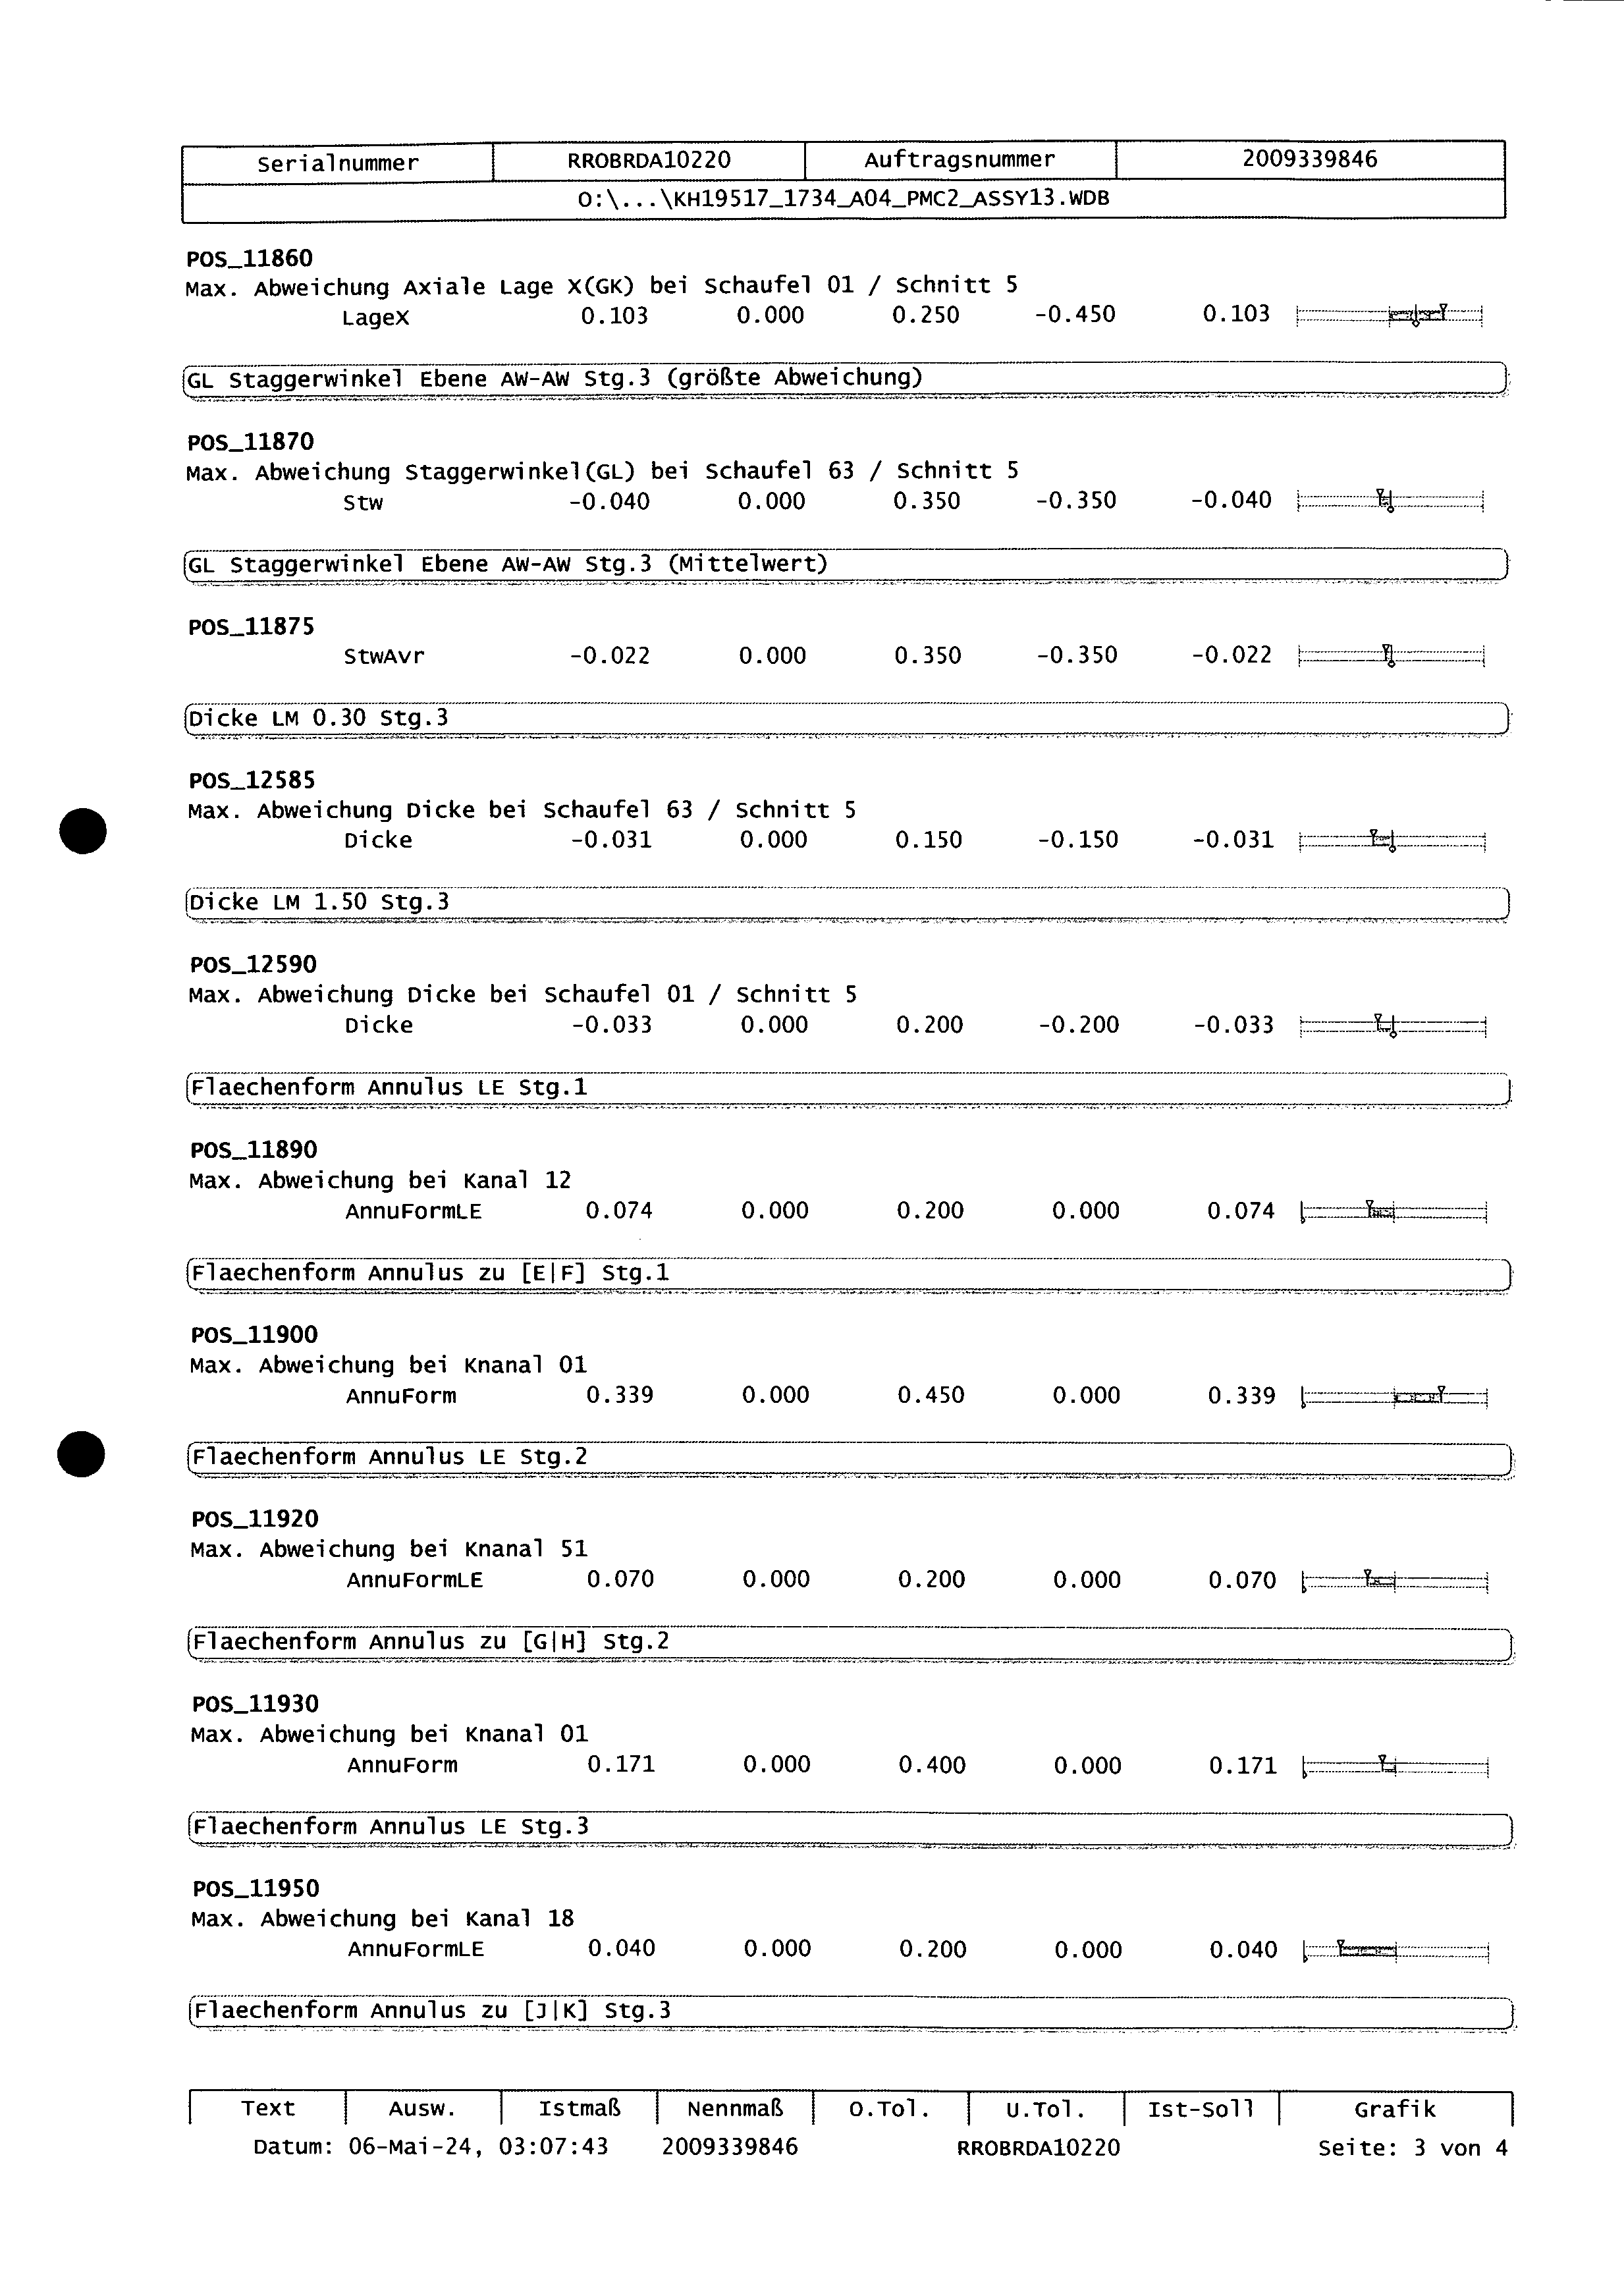 Serialnummer RROBRDA10220 Auftragsnummer 2009339846
O:\...\KH19517_1734_A04_PMC2_ASSY13.WDB
POS_11860
Max. Abweichung Axiale Lage X(GK) bei Schaufel 01 / Schnitt 5
LageX 0.103 0.000 0.250 -0.450 0.103
GL Staggerwinkel Ebene AW-AW Stg.3 (größte Abweichung)
POS_11870
Max. Abweichung Staggerwinkel(GL) bei Schaufel 63 / Schnitt 5
Stw -0.040 0.000 0.350 -0.350 -0.040
GL Staggerwinkel Ebene AW-AW Stg.3 (Mittelwert)
POS_11875
StwAvr -0.022 0.000 0.350 -0.350 -0.022
Dicke LM 0.30 Stg.3
POS_12585
Max. Abweichung Dicke bei Schaufel 63 / Schnitt 5
Dicke -0.031 0.000 0.150 -0.150 -0.031
Dicke LM 1.50 Stg.3
POS_12590
Max. Abweichung Dicke bei Schaufel 01 / Schnitt 5
Dicke -0.033 0.000 0.200 -0.200 -0.033
Flaechenform Annulus LE Stg.1
POS_11890
Max. Abweichung bei Kanal 12
AnnuFormLE 0.074 0.000 0.200 0.000 0.074
Flaechenform Annulus zu [E|F] Stg.1
POS_11900
Max. Abweichung bei Knanal 01
AnnuForm 0.339 0.000 0.450 0.000 0.339
Flaechenform Annulus LE Stg.2
POS_11920
Max. Abweichung bei Knanal 51
AnnuFormLE 0.070 0.000 0.200 0.000 0.070
Flaechenform Annulus zu [G|H] Stg.2
POS_11930
Max. Abweichung bei Knanal 01
AnnuForm 0.171 0.000 0.400 0.000 0.171
Flaechenform Annulus LE Stg.3
POS_11950
Max. Abweichung bei Kanal 18
AnnuFormLE 0.040 0.000 0.200 0.000 0.040
Flaechenform Annulus zu [J|K] Stg.3
Text Ausw. Istmaß Nennmaß O.Tol. U.Tol. Ist-Soll Grafik
Datum: 06-Mai-24, 03:07:43 2009339846 RROBRDA10220 Seite: 3 von 4